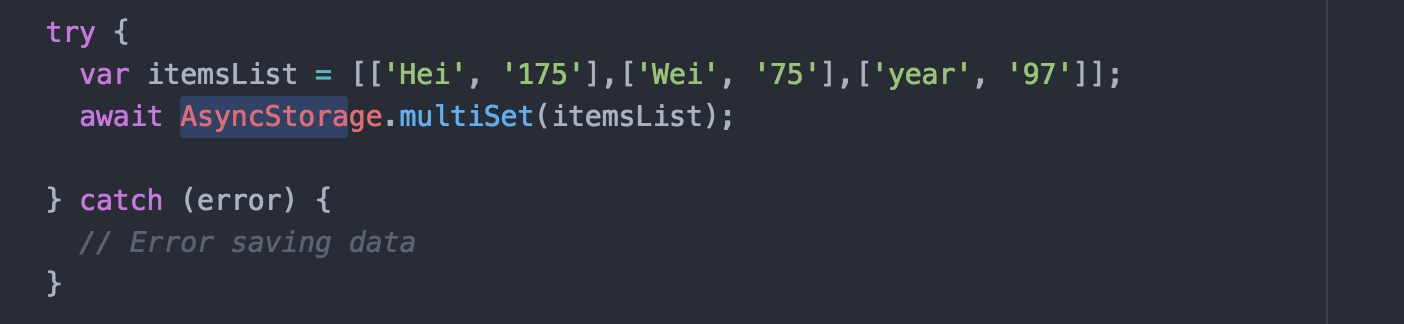 try {
var itemsList = [['Hei', '175'],['Wei', '75'],['year', '97']];
await AsyncStorage.multiSet(itemsList);
} catch (error) {
// Error saving data
}